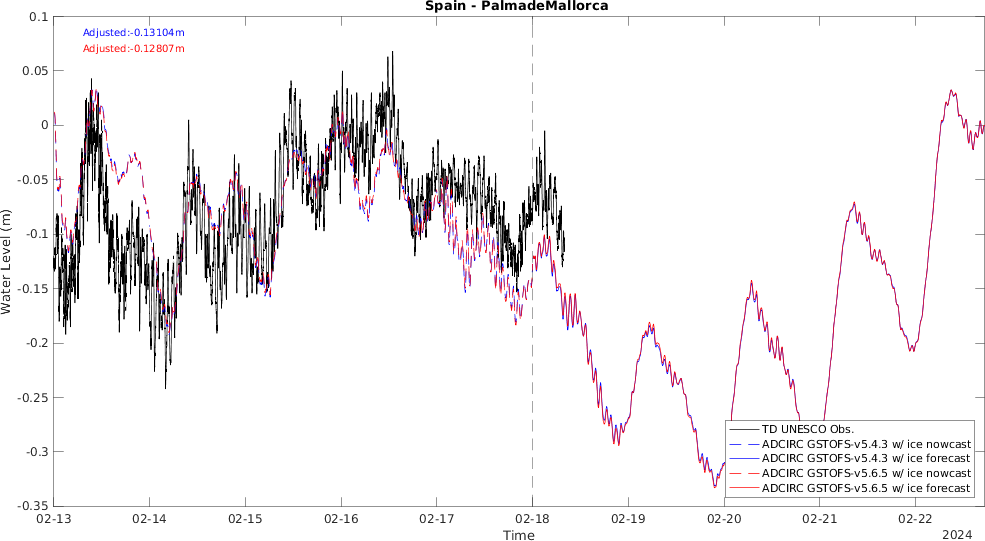 Spain - PalmadeMallorca
Adjusted:-0.13104m
Adjusted:-0.12807m
0.1
0.05
0
-0.05
-0.1
-0.15
-0.2
-0.25
-0.3
-0.35
Water Level (m)
TD UNESCO Obs.
ADCIRC GSTOFS-v5.4.3 w/ ice nowcast
ADCIRC GSTOFS-v5.4.3 w/ ice forecast
ADCIRC GSTOFS-v5.6.5 w/ ice nowcast
ADCIRC GSTOFS-v5.6.5 w/ ice forecast
02-13 02-14 02-15 02-16 02-17 02-18 02-19 02-20 02-21 02-22
Time
2024